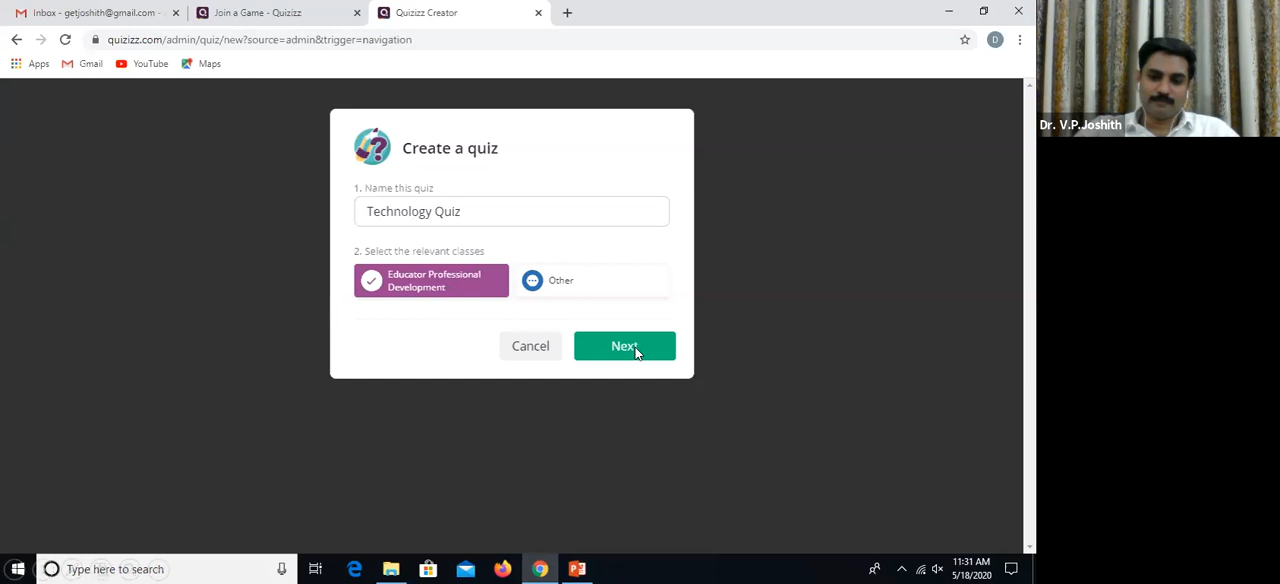 Inbox - getjoshith@gmail.com -
Join a Game - Quizizz
Quizizz Creator
quizizz.com/admin/quiz/new?source=admin&trigger=navigation
D
Apps
Gmail
YouTube
Maps
Dr. V.P.Joshith
Create a quiz
1. Name this quiz
Technology Quiz
2. Select the relevant classes
Educator Professional
Development
Other
Cancel
Next
Type here to search
11:31 AM
5/18/2020